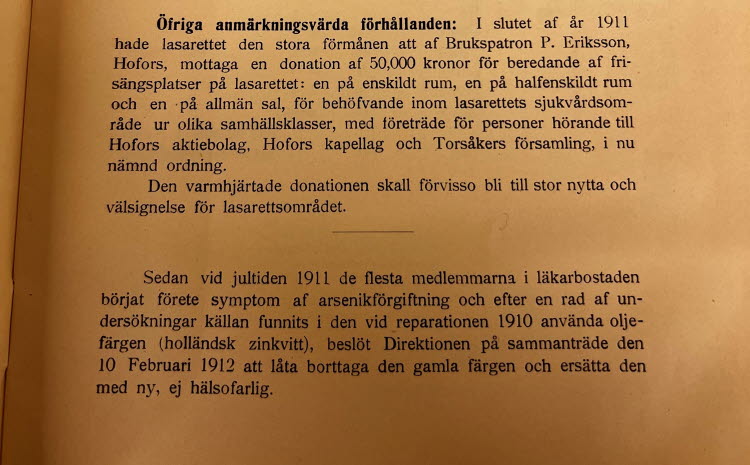 Öfriga anmärkningsvärda förhållanden: I slutet af år 1911
hade lasarettet den stora förmånen att af Brukspatron P. Eriksson,
Hofors, mottaga en donation af 50,000 kronor för beredande af fri-
sängsplatser på lasarettet: en på enskildt rum, en på halfenskildt rum
och en på allmän sal, för behöfvande inom lasarettets sjukvårdsom-
råde ur olika samhällsklasser, med företräde för personer hörande till
Hofors aktiebolag, Hofors kapellag och Torsåkers församling, i nu
nämnd ordning.
Den varmhjärtade donationen skall förvisso bli till stor nytta och
välsignelse för lasarettsområdet.
Sedan vid jultiden 1911 de flesta medlemmarna i läkarbostaden
börjat förete symptom af arsenikförgiftning och efter en rad af un-
dersökningar källan funnits i den vid reparationen 1910 använda olje-
färgen (holländsk zinkvitt), beslöt Direktionen på sammanträde den
10 Februari 1912 att låta borttaga den gamla färgen och ersätta den
med ny, ej hälsofarlig.